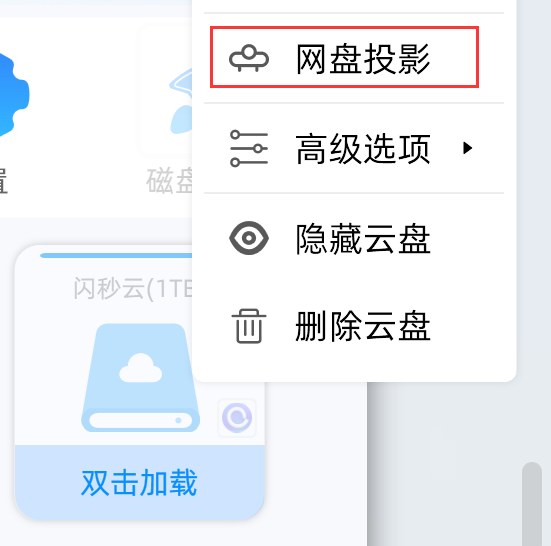 网盘投影
高级选项
置
磁盘
隐藏云盘
闪秒云(1TB
删除云盘
双击加载